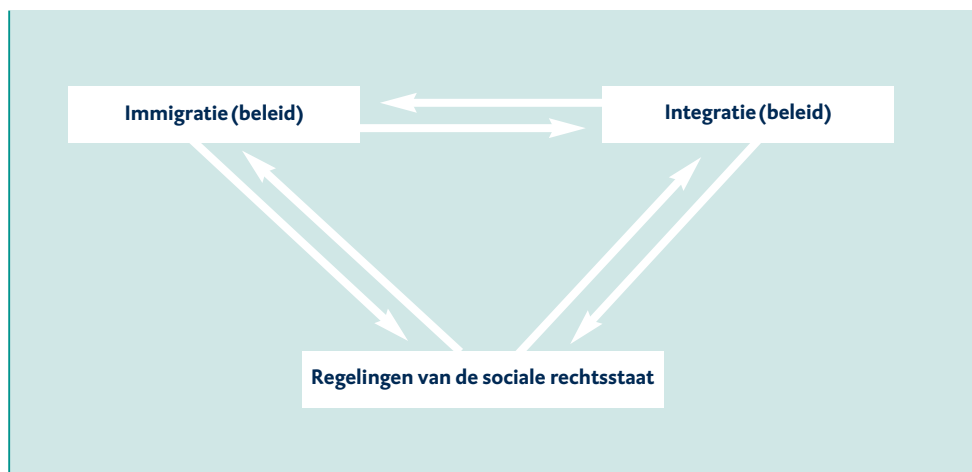 Immigratie (beleid)
Integratie (beleid)
Regelingen van de sociale rechtsstaat